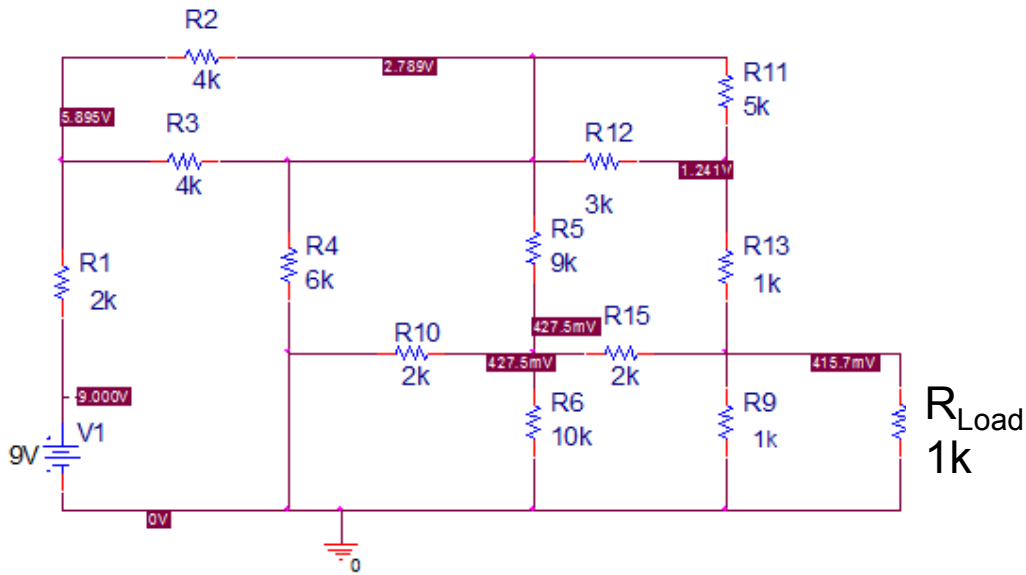 R2
4k
2.789V
R11
5k
5.895V
R3
4k
R12
3k
1.241V
R1
2k
R4
6k
R5
9k
R13
1k
R10
2k
427.5mV
R15
2k
427.5mV
415.7mV
9.000V
V1
9V
R6
10k
R9
1k
RLoad
1k
0V
0